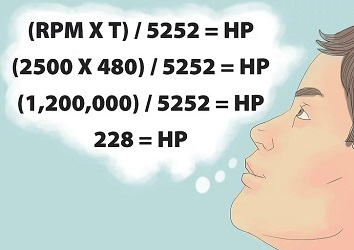 (RPM X T) / 5252 = HP
(2500 X 480) / 5252 = HP
(1,200,000) / 5252 = HP
228 = HP